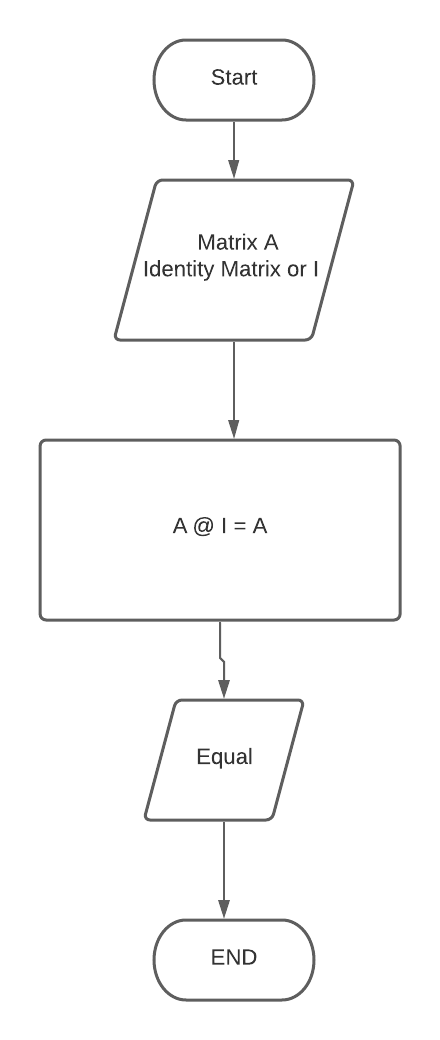 Start
Matrix A
Identity Matrix or I
A @ I = A
Equal
END